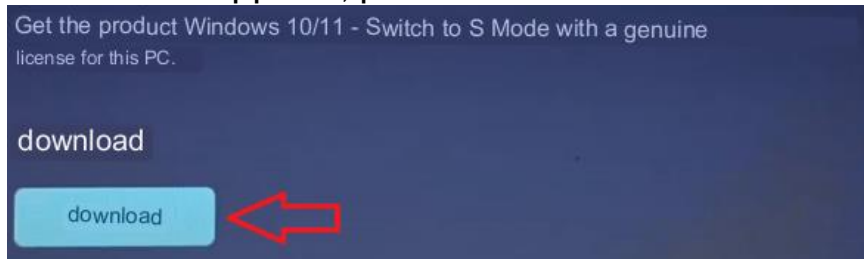 Get the product Windows 10/11 - Switch to S Mode with a genuine
license for this PC.
download
download